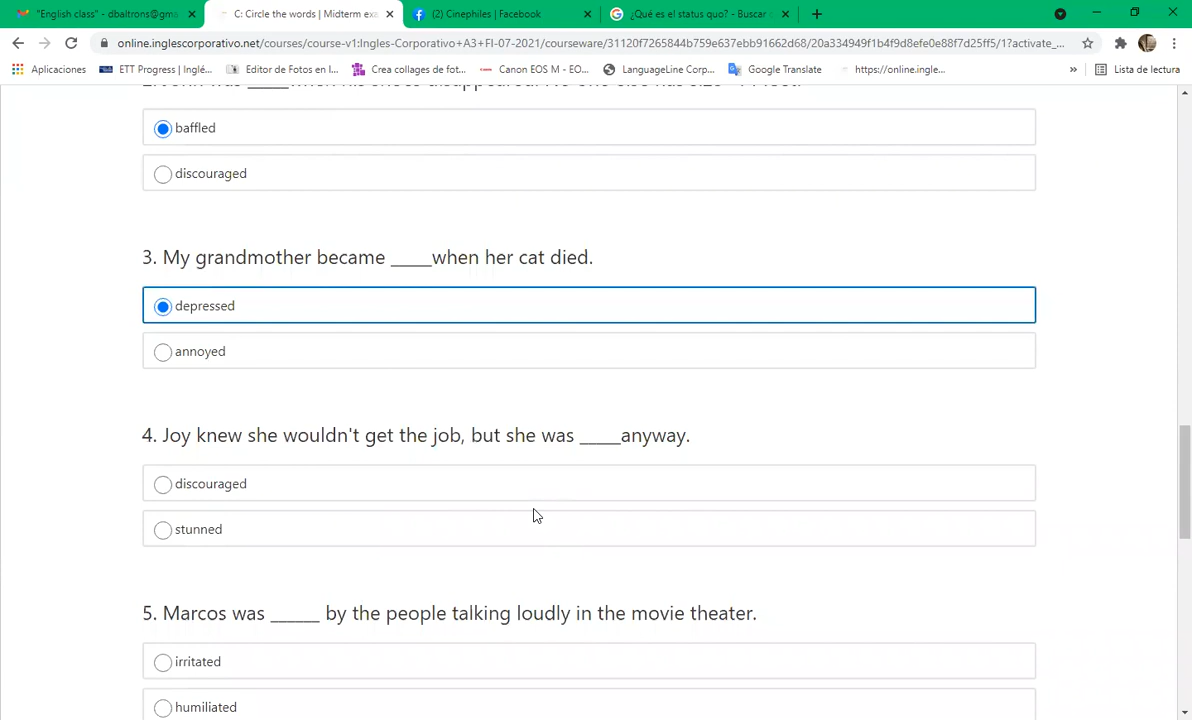 "English class" - dbaltrons@gma
C: Circle the words | Midterm exa
(2) Cinephiles | Facebook
¿Qué es el status quo? - Buscar c
online.inglescorporativo.net/courses/course-v1:Ingles-Corporativo+A3+FI-07-2021/courseware/31120f7265844b759e637ebb91662d68/20a334949f1b4f9d8efe0e88f7d25ff5/1?activate_...
Aplicaciones
ETT Progress | Inglé...
Editor de Fotos en l...
Crea collages de fot...
Canon EOS M - EO...
LanguageLine Corp...
Google Translate
https://online.ingle...
»
Lista de lectura
baffled
discouraged
3. My grandmother became _____when her cat died.
depressed
annoyed
4. Joy knew she wouldn't get the job, but she was _____anyway.
discouraged
stunned
5. Marcos was ______ by the people talking loudly in the movie theater.
irritated
humiliated